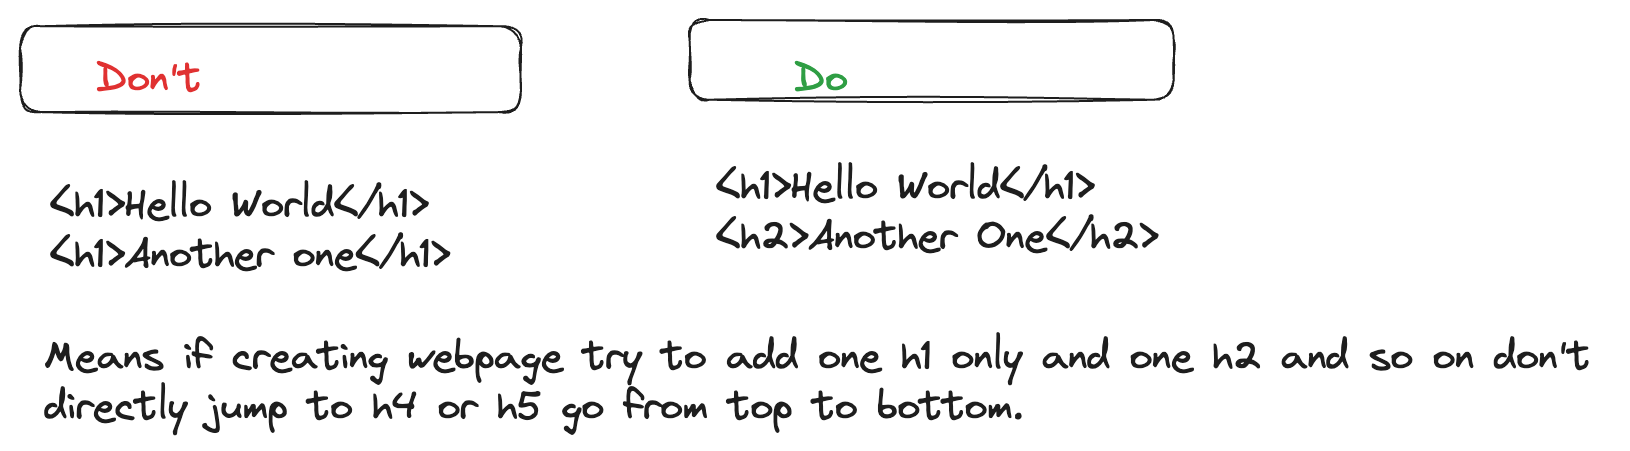 Don't
<h1>Hello World</h1>
<h1>Another one</h1>
Do
<h1>Hello World</h1>
<h2>Another One</h2>
Means if creating webpage try to add one h1 only and one h2 and so on don't
directly jump to h4 or h5 go from top to bottom.